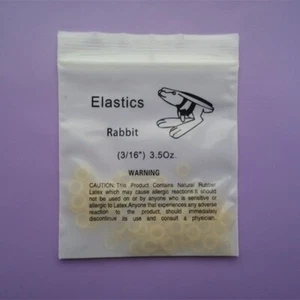 Elastics
Rabbit
(3/16") 3.5Oz.
WARNING
CAUTION:This Product Contains Natural Rubber
Latex which may cause allergic reactions.It should
not be used on or by anyone who is sensitive or
allergic to Latex.Anyone that experiences any adverse
reaction to the product, should immediately
discontinue its use and consult a physician.